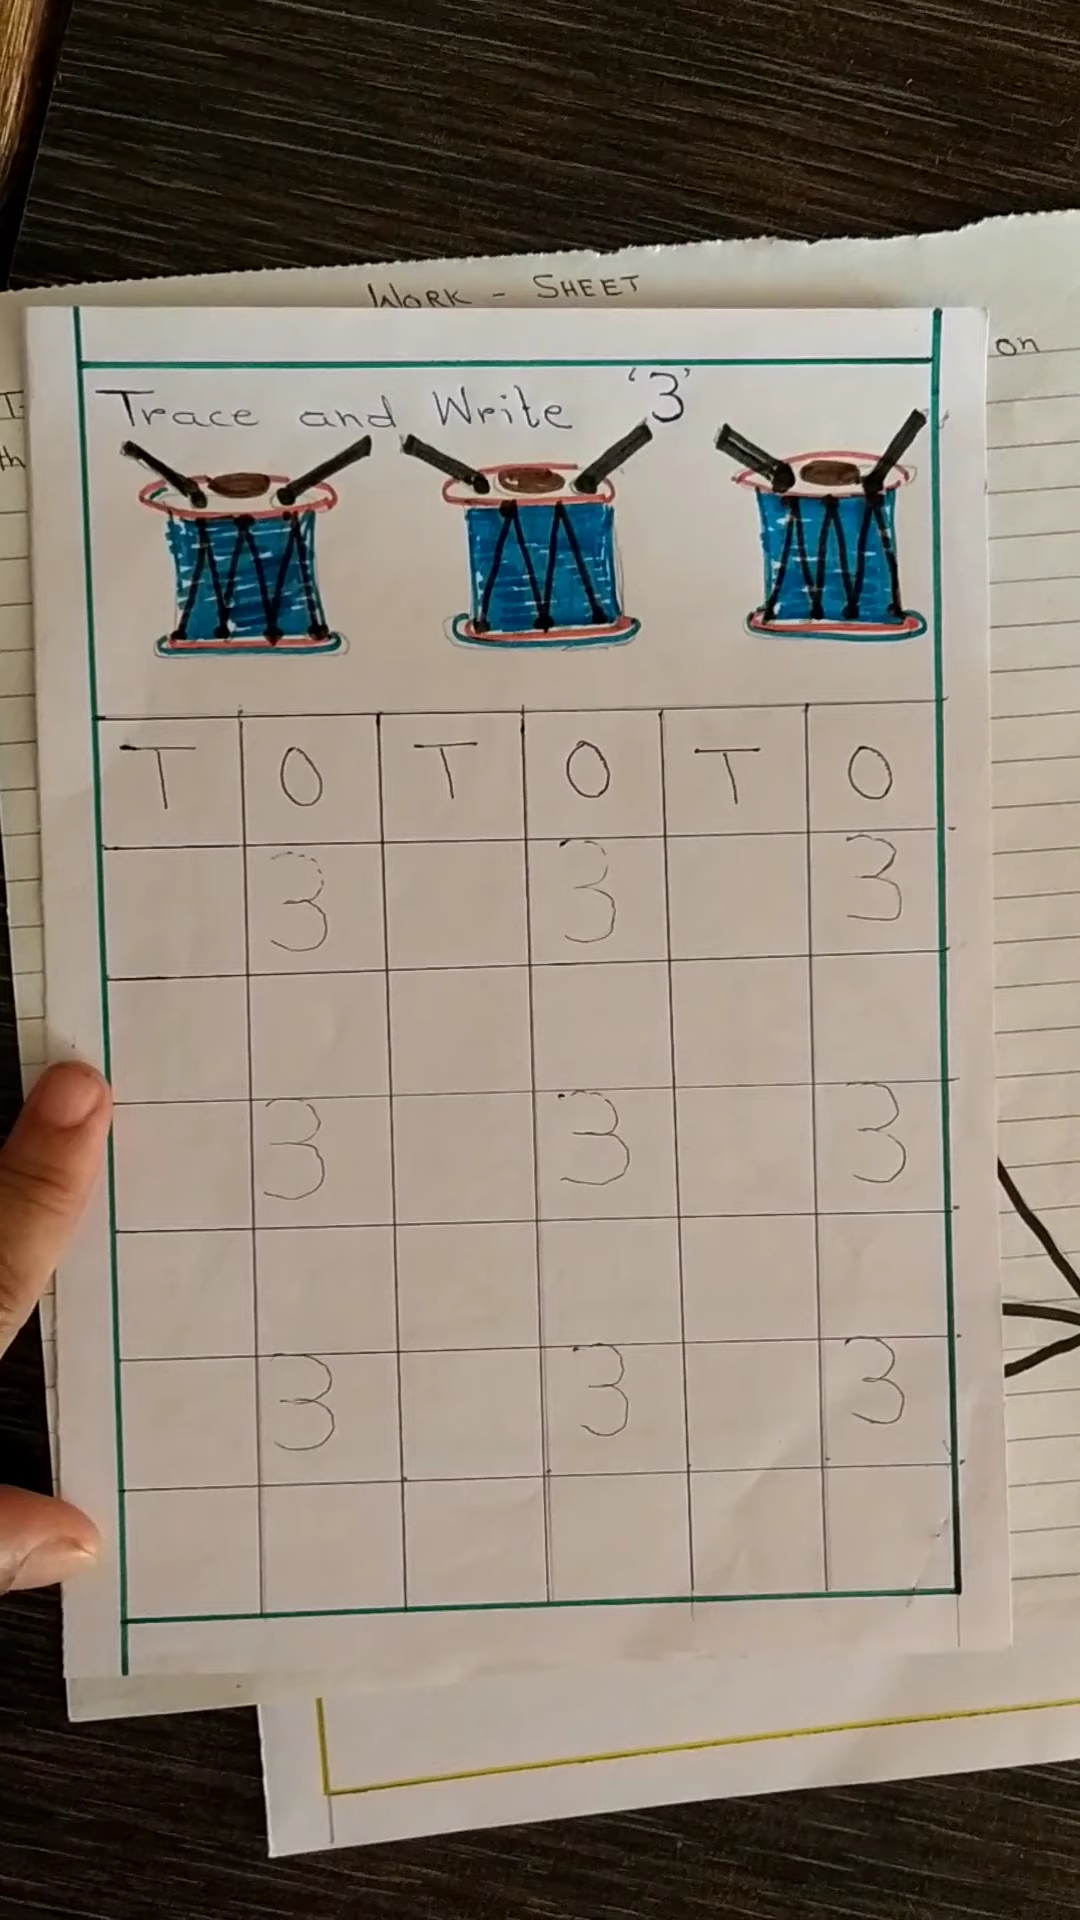 WORK - SHEET
on
Trace and Write '3'
T O T O T O
3 3 3
3 3 3
3 3 3